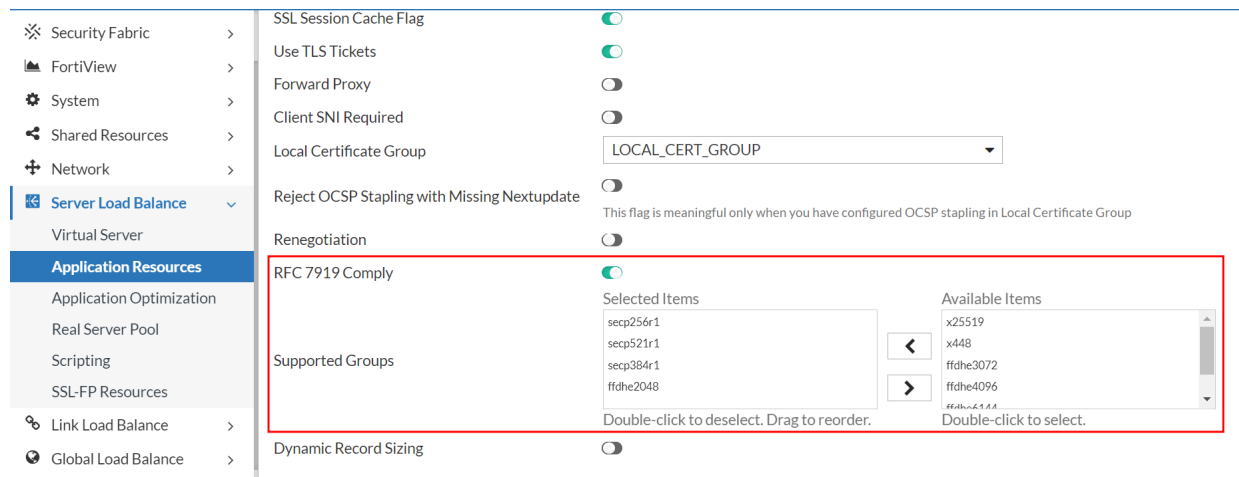 Security Fabric
FortiView
System
Shared Resources
Network
Server Load Balance
Virtual Server
Application Resources
Application Optimization
Real Server Pool
Scripting
SSL-FP Resources
Link Load Balance
Global Load Balance
SSL Session Cache Flag
Use TLS Tickets
Forward Proxy
Client SNI Required
Local Certificate Group
LOCAL_CERT_GROUP
Reject OCSP Stapling with Missing Nextupdate
This flag is meaningful only when you have configured OCSP stapling in Local Certificate Group
Renegotiation
RFC 7919 Comply
Supported Groups
Selected Items
secp256r1
secp521r1
secp384r1
ffdhe2048
Double-click to deselect. Drag to reorder.
Available Items
x25519
x448
ffdhe3072
ffdhe4096
ffdhe6144
Double-click to select.
Dynamic Record Sizing